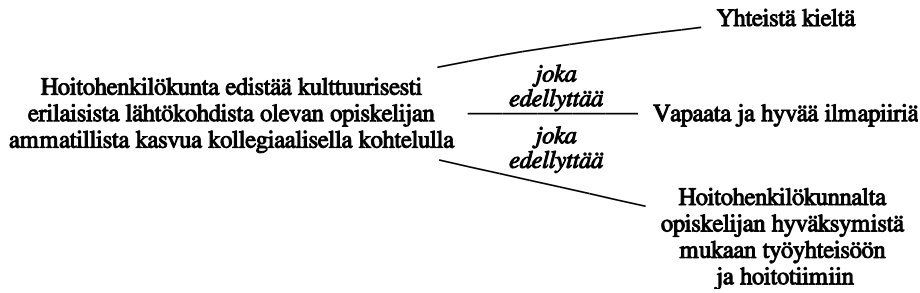 Yhteistä kieltä
Hoitohenkilökunta edistää kulttuurisesti
erilaisista lähtökohdista olevan opiskelijan
ammatillista kasvua kollegiaalisella kohtelulla
joka
edellyttää
Vapaata ja hyvää ilmapiiriä
joka
edellyttää
Hoitohenkilökunnalta
opiskelijan hyväksymistä
mukaan työyhteisöön
ja hoitotiimiin